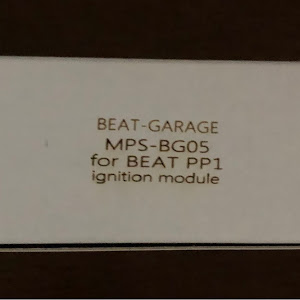 BEAT-GARAGE
MPS-BG05
for BEAT PP1
ignition module